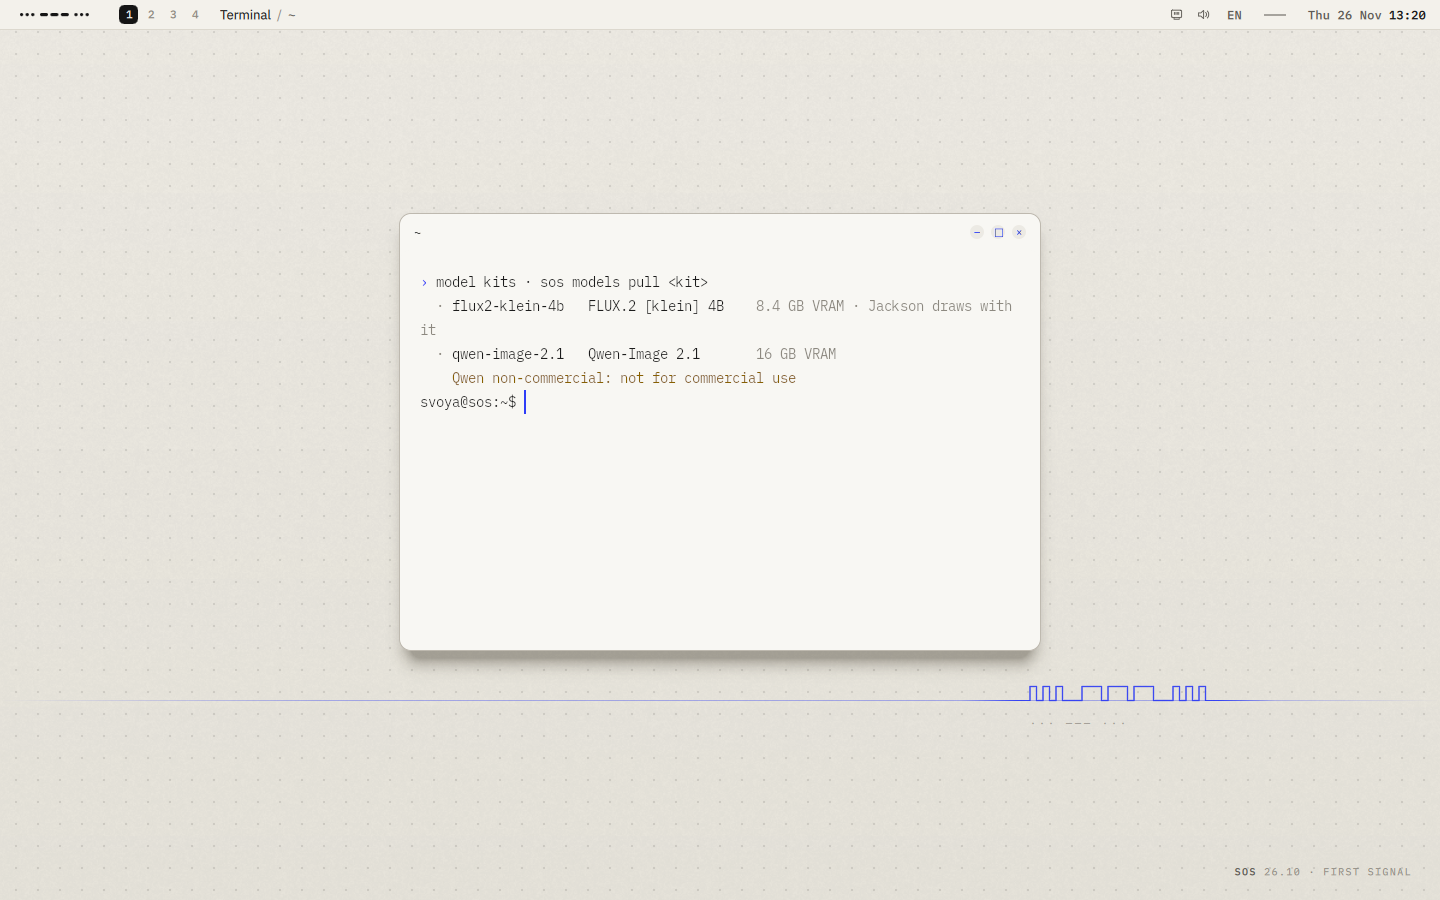 1 2 3 4 Terminal / ~ EN Thu 26 Nov 13:20
~
› model kits · sos models pull <kit>
· flux2-klein-4b FLUX.2 [klein] 4B 8.4 GB VRAM · Jackson draws with
it
· qwen-image-2.1 Qwen-Image 2.1 16 GB VRAM
Qwen non-commercial: not for commercial use
svoya@sos:~$
··· ——— ···
SOS 26.10 · FIRST SIGNAL